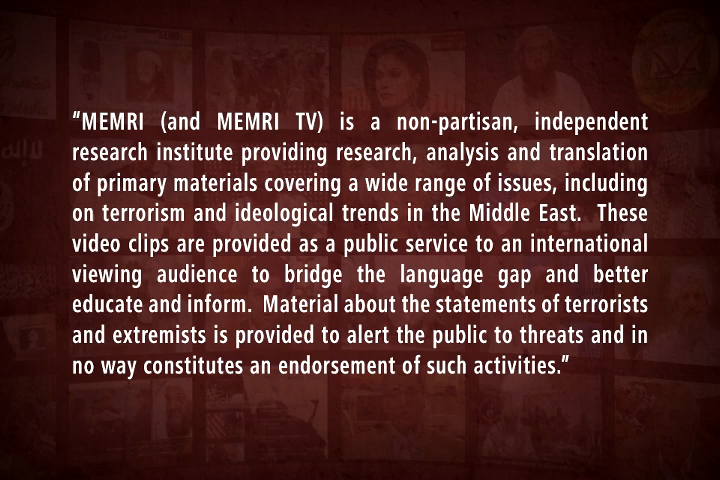 "MEMRI (and MEMRI TV) is a non-partisan, independent
research institute providing research, analysis and translation
of primary materials covering a wide range of issues, including
on terrorism and ideological trends in the Middle East. These
video clips are provided as a public service to an international
viewing audience to bridge the language gap and better
educate and inform. Material about the statements of terrorists
and extremists is provided to alert the public to threats and in
no way constitutes an endorsement of such activities."